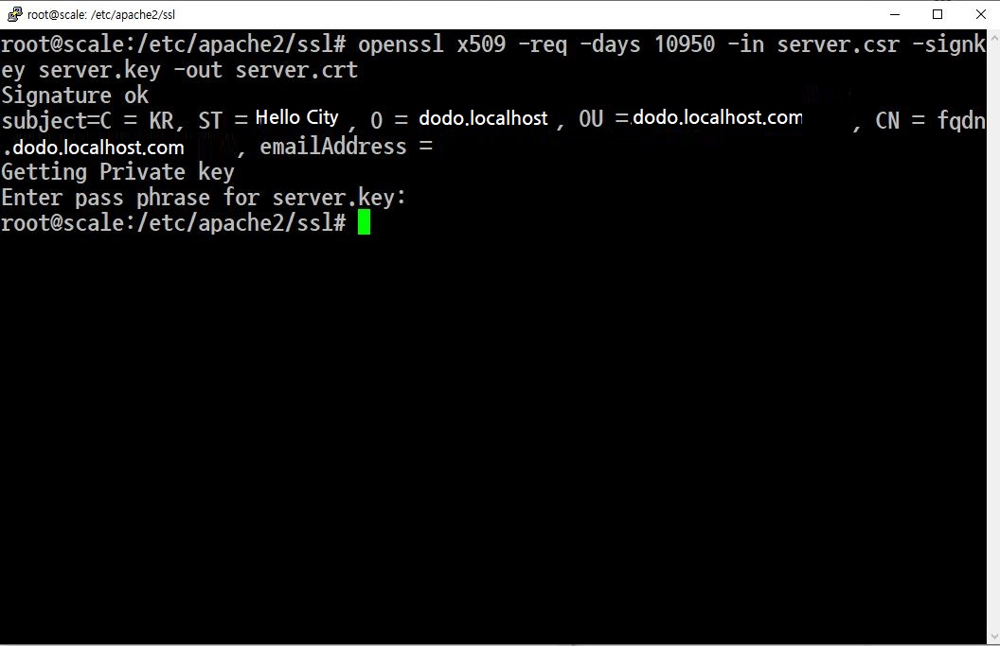 root@scale: /etc/apache2/ssl
root@scale:/etc/apache2/ssl# openssl x509 -req -days 10950 -in server.csr -signk
ey server.key -out server.crt
Signature ok
subject=C = KR, ST = Hello City , O = dodo.localhost , OU = dodo.localhost.com , CN = fqdn
.dodo.localhost.com , emailAddress =
Getting Private key
Enter pass phrase for server.key:
root@scale:/etc/apache2/ssl#